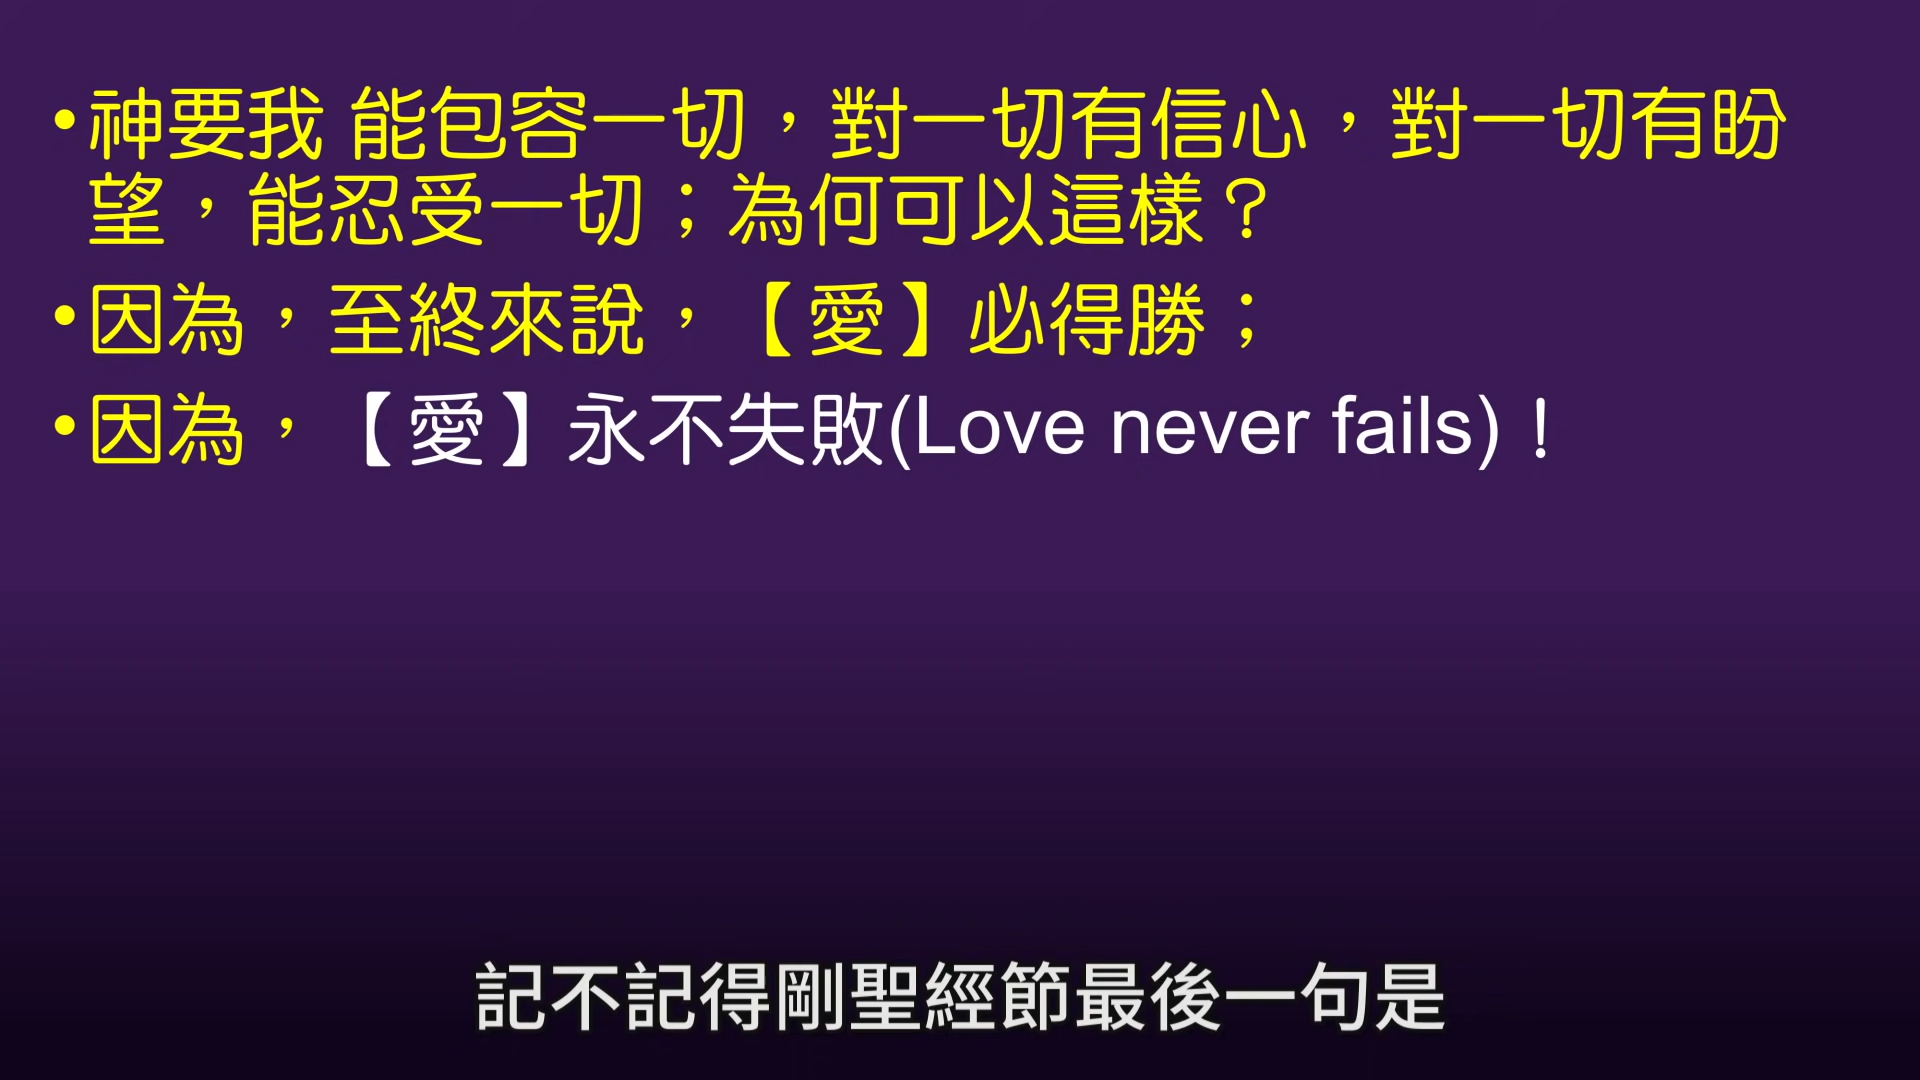 •神要我 能包容一切，對一切有信心，對一切有盼
望，能忍受一切；為何可以這樣？
•因為，至終來說，【愛】必得勝；
•因為，【愛】永不失敗(Love never fails)！
記不記得剛聖經節最後一句是